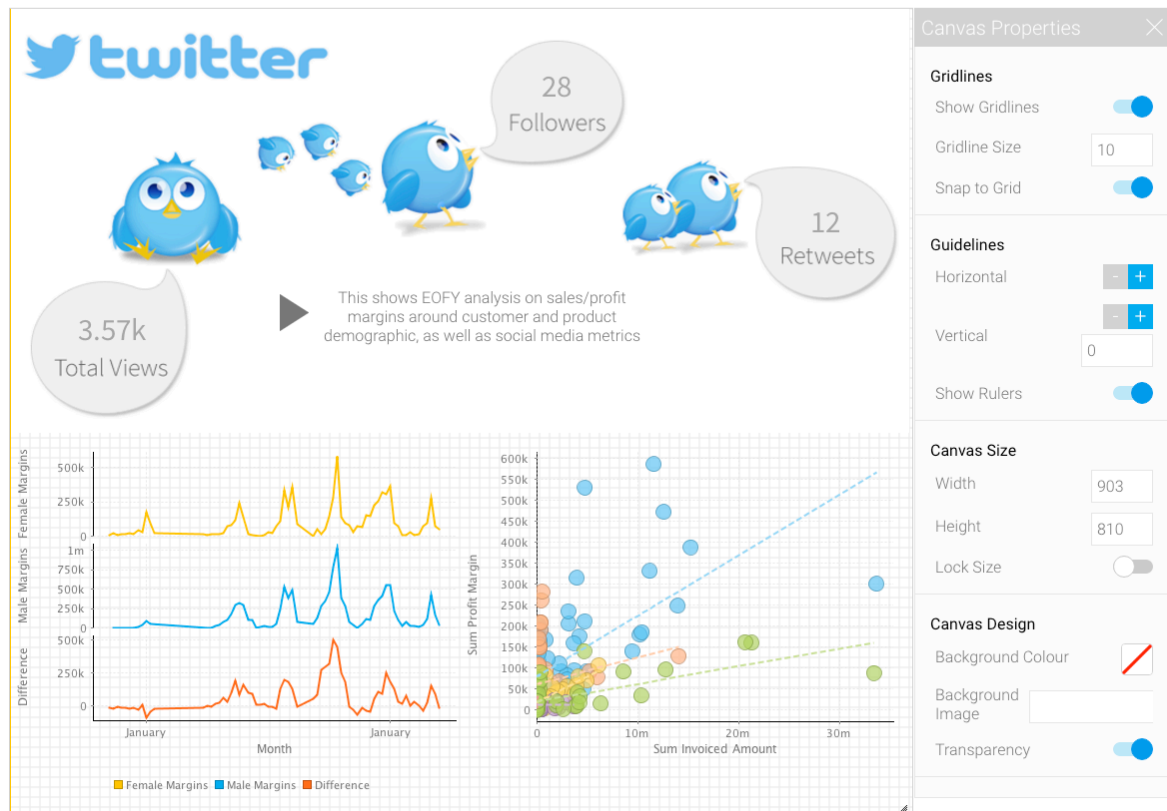 twitter
28
Followers
12
Retweets
3.57k
Total Views
This shows EOFY analysis on sales/profit
margins around customer and product
demographic, as well as social media metrics
Female Margins
500k
250k
0
Male Margins
1m
750k
500k
250k
0
Difference
500k
250k
0
January
January
Month
Female Margins
Male Margins
Difference
Sum Profit Margin
600k
550k
500k
450k
400k
350k
300k
250k
200k
150k
100k
50k
0
0
10m
20m
30m
Sum Invoiced Amount
Canvas Properties
Gridlines
Show Gridlines
Gridline Size
10
Snap to Grid
Guidelines
Horizontal
- +
- +
Vertical
0
Show Rulers
Canvas Size
Width
903
Height
810
Lock Size
Canvas Design
Background Colour
Background
Image
Transparency